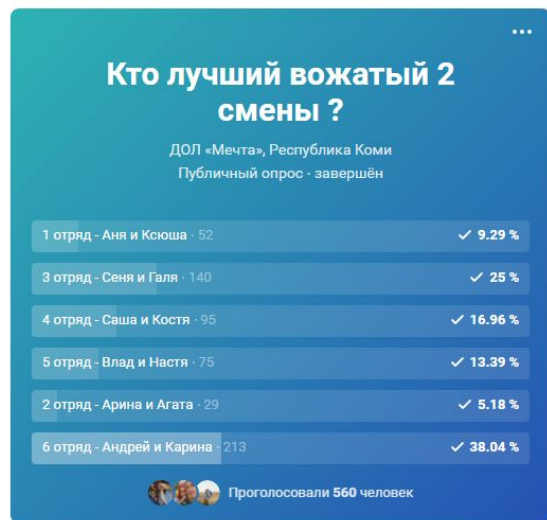 Кто лучший вожатый 2
смены ?
ДОЛ «Мечта», Республика Коми
Публичный опрос · завершён
1 отряд - Аня и Ксюша · 52 9.29 %
3 отряд - Сеня и Галя · 140 25 %
4 отряд - Саша и Костя · 95 16.96 %
5 отряд - Влад и Настя · 75 13.39 %
2 отряд - Арина и Агата · 29 5.18 %
6 отряд - Андрей и Карина · 213 38.04 %
Проголосовали 560 человек